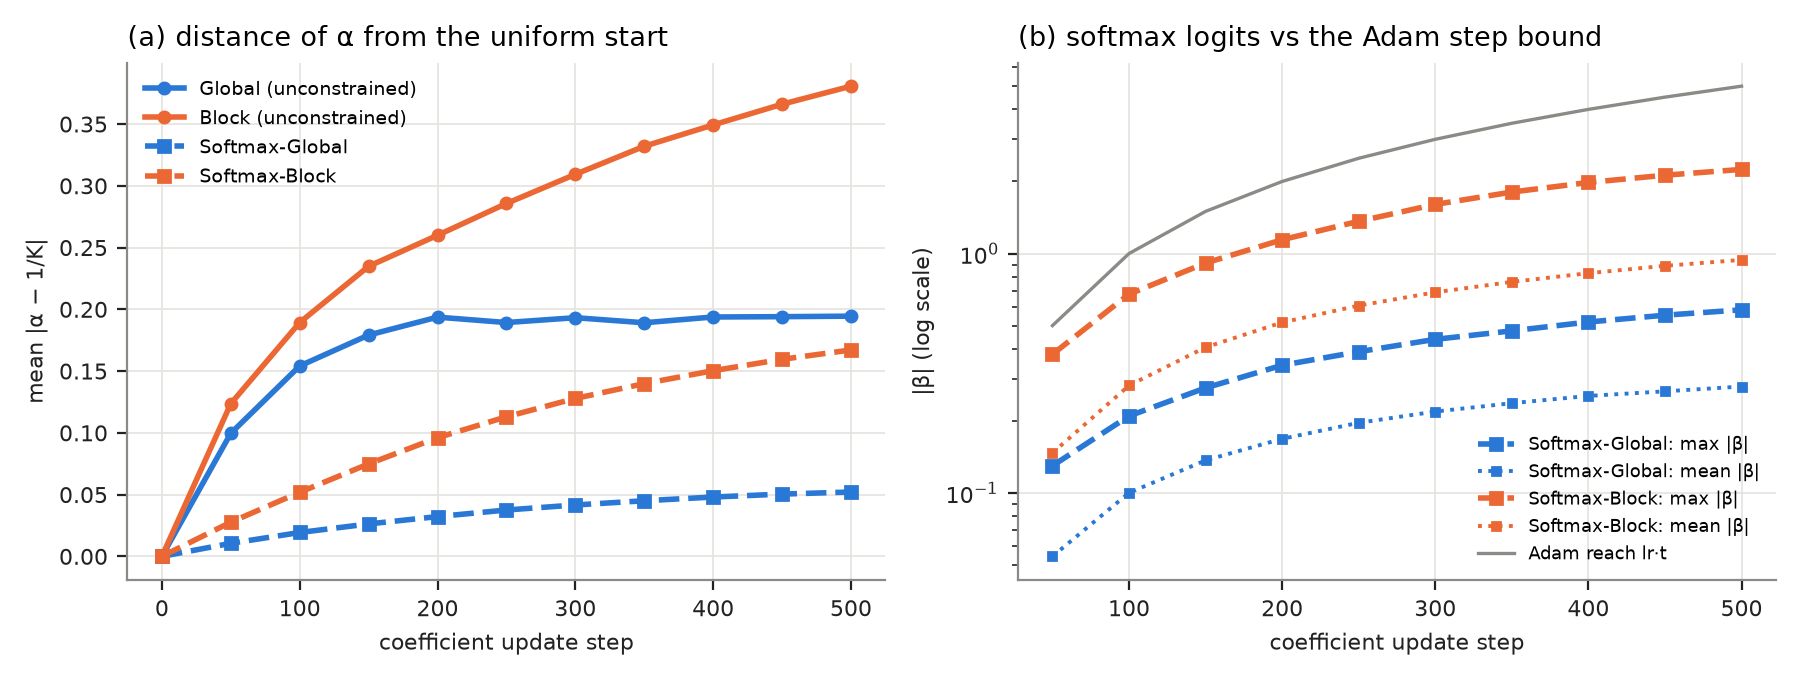 (a) distance of α from the uniform start
mean |α − 1/K|
0.35
0.30
0.25
0.20
0.15
0.10
0.05
0.00
Global (unconstrained)
Block (unconstrained)
Softmax-Global
Softmax-Block
0 100 200 300 400 500
coefficient update step
(b) softmax logits vs the Adam step bound
|β| (log scale)
10⁰
10⁻¹
Softmax-Global: max |β|
Softmax-Global: mean |β|
Softmax-Block: max |β|
Softmax-Block: mean |β|
Adam reach lr·t
100 200 300 400 500
coefficient update step